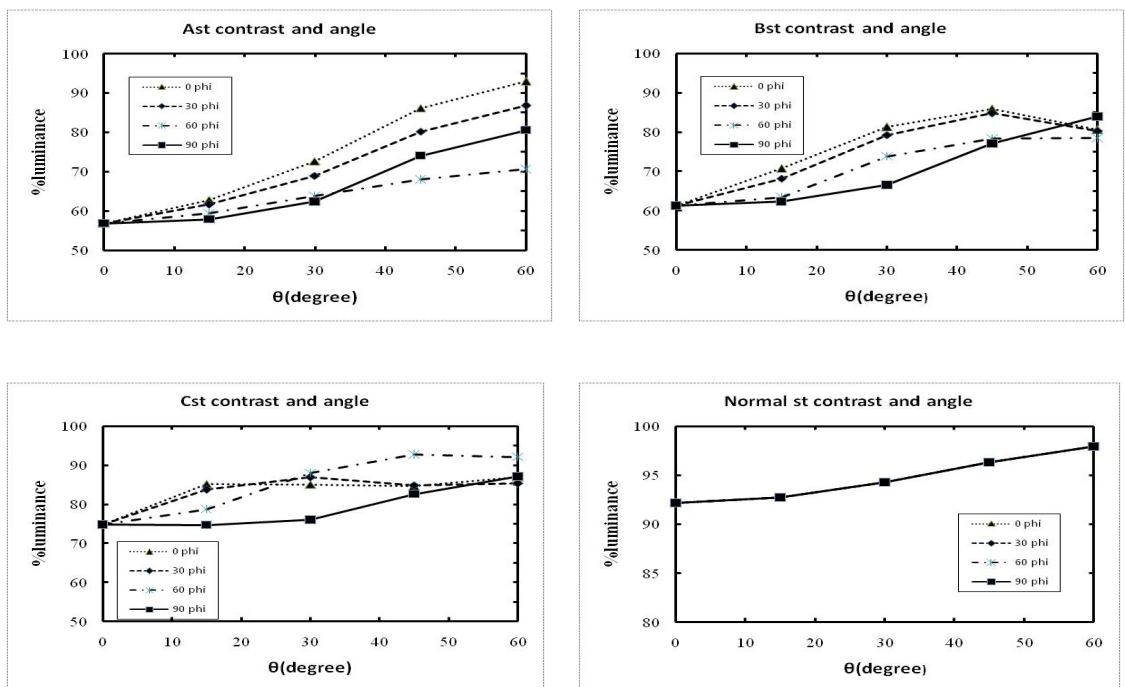 Ast contrast and angle
100
90
80
70
60
50
%luminance
0 phi
30 phi
60 phi
90 phi
0 10 20 30 40 50 60
θ(degree)
Bst contrast and angle
100
90
80
70
60
50
%luminance
0 phi
30 phi
60 phi
90 phi
0 10 20 30 40 50 60
θ(degree)
Cst contrast and angle
100
90
80
70
60
50
%luminance
0 phi
30 phi
60 phi
90 phi
0 10 20 30 40 50 60
θ(degree)
Normal st contrast and angle
100
95
90
85
80
%luminance
0 phi
30 phi
60 phi
90 phi
0 10 20 30 40 50 60
θ(degree)